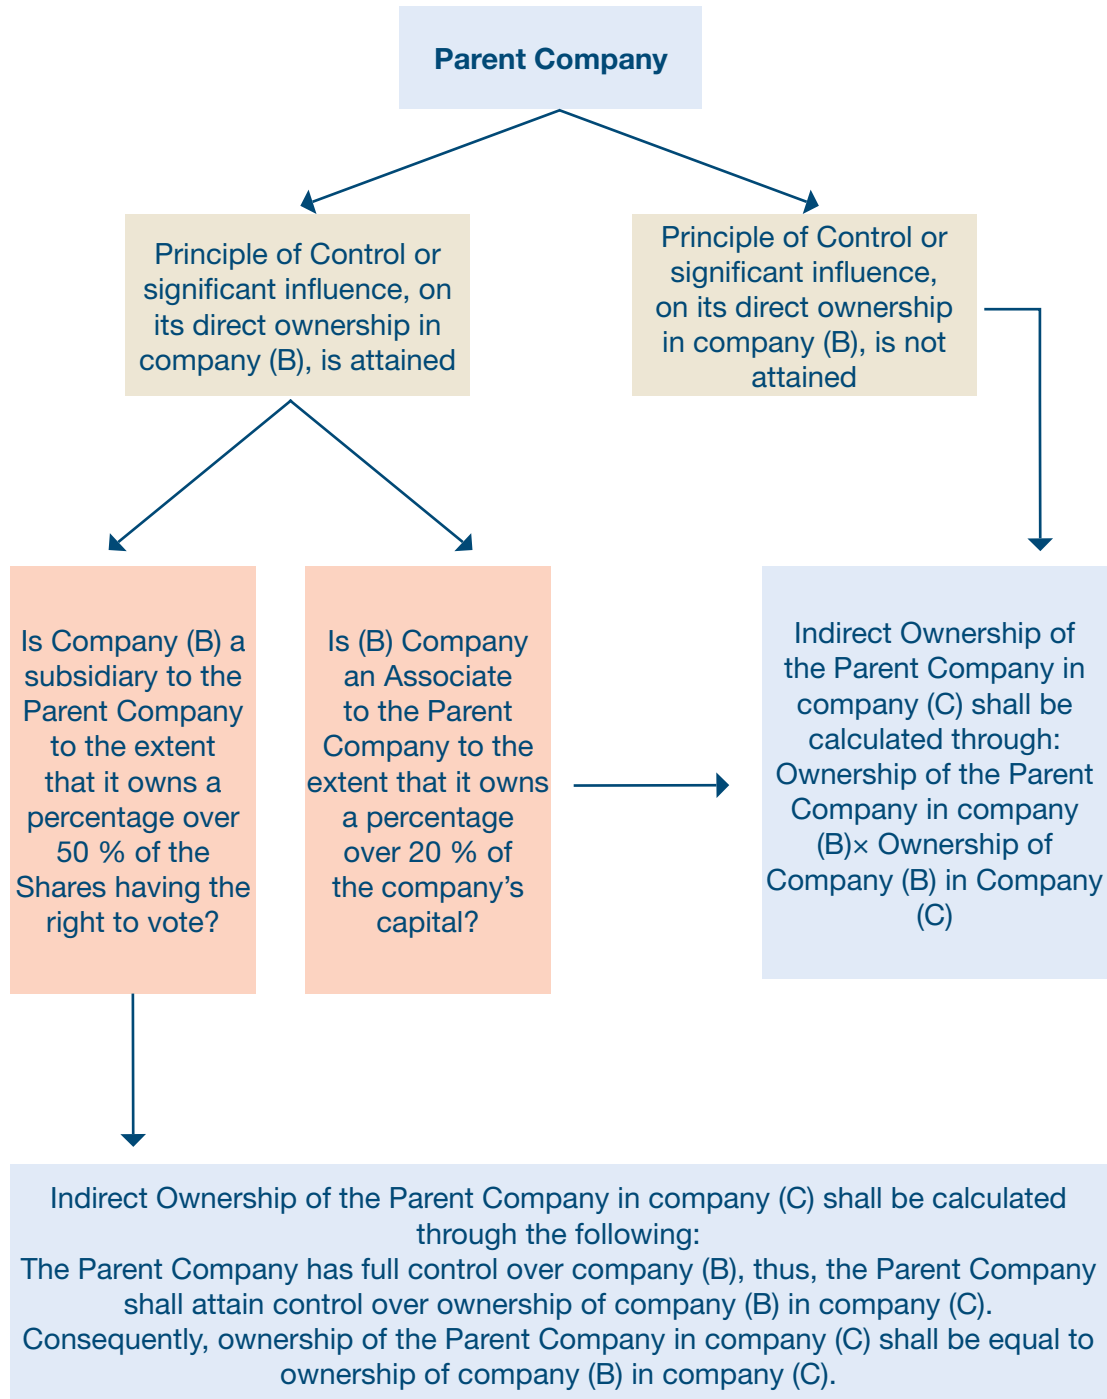 Parent Company
Principle of Control or
significant influence, on
its direct ownership in
company (B), is attained
Principle of Control or
significant influence,
on its direct ownership
in company (B), is not
attained
Is Company (B) a
subsidiary to the
Parent Company
to the extent
that it owns a
percentage over
50 % of the
Shares having the
right to vote?
Is (B) Company
an Associate
to the Parent
Company to the
extent that it owns
a percentage
over 20 % of
the company's
capital?
Indirect Ownership of
the Parent Company in
company (C) shall be
calculated through:
Ownership of the Parent
Company in company
(B)× Ownership of
Company (B) in Company
(C)
Indirect Ownership of the Parent Company in company (C) shall be calculated
through the following:
The Parent Company has full control over company (B), thus, the Parent Company
shall attain control over ownership of company (B) in company (C).
Consequently, ownership of the Parent Company in company (C) shall be equal to
ownership of company (B) in company (C).